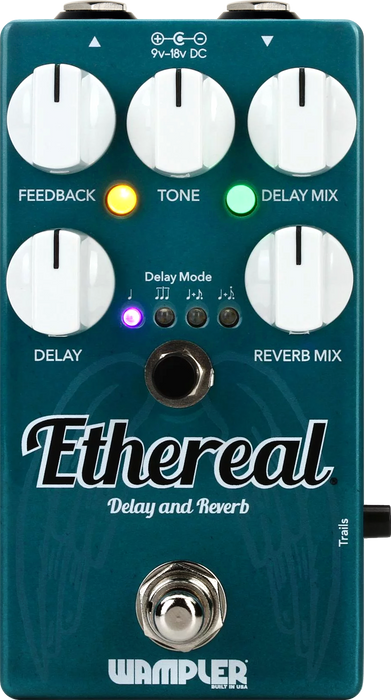 9v-18v DC
FEEDBACK TONE DELAY MIX
Delay Mode
DELAY REVERB MIX
Ethereal
Delay and Reverb
Trails
WAMPLER
BUILT IN USA